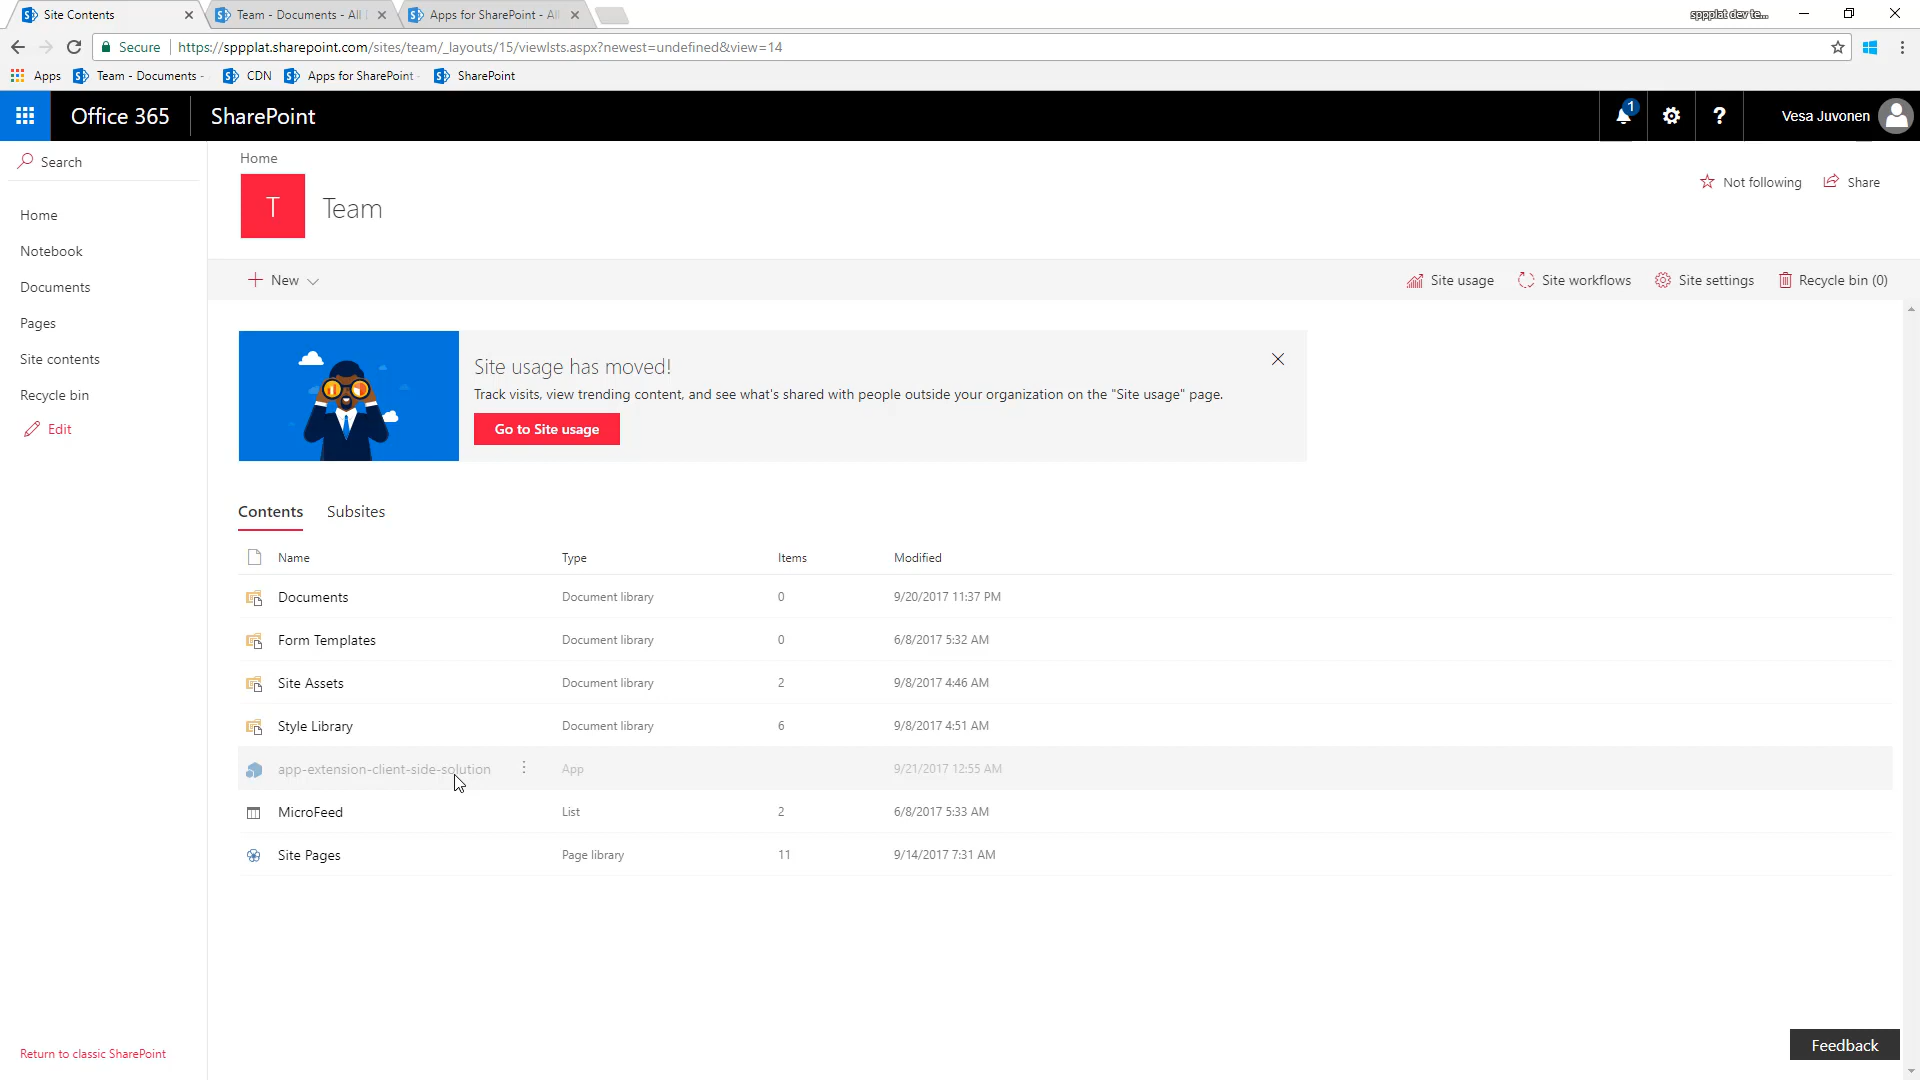 Site Contents
Team - Documents - All
Apps for SharePoint - All
sppplat dev te...
Secure
https://sppplat.sharepoint.com/sites/team/_layouts/15/viewlsts.aspx?newest=undefined&view=14
Apps
Team - Documents -
CDN
Apps for SharePoint
SharePoint
Office 365
SharePoint
1
?
Vesa Juvonen
Search
Home
Notebook
Documents
Pages
Site contents
Recycle bin
Edit
Return to classic SharePoint
Home
T
Team
Not following
Share
New
Site usage
Site workflows
Site settings
Recycle bin (0)
Site usage has moved!
Track visits, view trending content, and see what's shared with people outside your organization on the "Site usage" page.
Go to Site usage
Contents Subsites
Name Type Items Modified
Documents Document library 0 9/20/2017 11:37 PM
Form Templates Document library 0 6/8/2017 5:32 AM
Site Assets Document library 2 9/8/2017 4:46 AM
Style Library Document library 6 9/8/2017 4:51 AM
app-extension-client-side-solution App 9/21/2017 12:55 AM
MicroFeed List 2 6/8/2017 5:33 AM
Site Pages Page library 11 9/14/2017 7:31 AM
Feedback